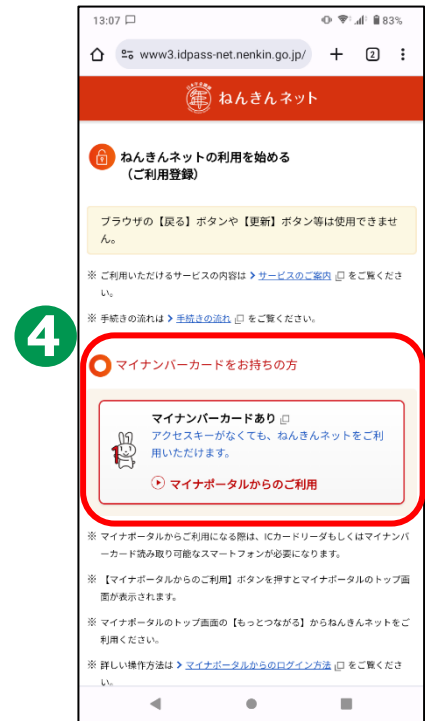 13:07 83%
www3.idpass-net.nenkin.go.jp/ 2
ねんきんネット
ねんきんネットの利用を始める
（ご利用登録）
ブラウザの【戻る】ボタンや【更新】ボタン等は使用できませ
ん。
※ ご利用いただけるサービスの内容は サービスのご案内 をご覧くださ
い。
※ 手続きの流れは 手続きの流れ をご覧ください。
4
マイナンバーカードをお持ちの方
マイナンバーカードあり
アクセスキーがなくても、ねんきんネットをご利
用いただけます。
マイナポータルからのご利用
※ マイナポータルからご利用になる際は、ICカードリーダもしくはマイナンバ
ーカード読み取り可能なスマートフォンが必要になります。
※ 【マイナポータルからのご利用】ボタンを押すとマイナポータルのトップ画
面が表示されます。
※ マイナポータルのトップ画面の【もっとつながる】からねんきんネットをご
利用ください。
※ 詳しい操作方法は マイナポータルからのログイン方法 をご覧くださ
い。